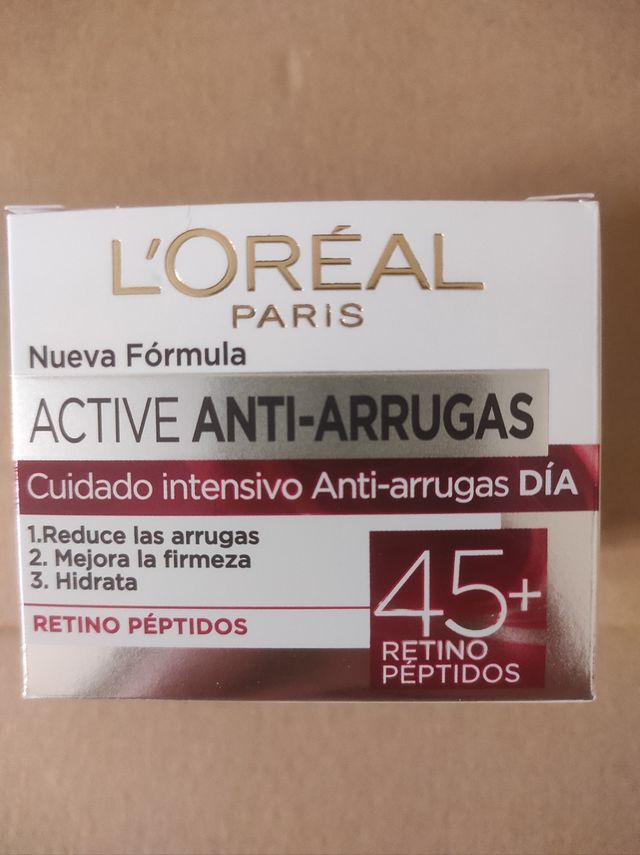 L'ORÉAL
PARIS
Nueva Fórmula
ACTIVE ANTI-ARRUGAS
Cuidado intensivo Anti-arrugas DÍA
1.Reduce las arrugas
2. Mejora la firmeza
3. Hidrata
RETINO PÉPTIDOS
45+
RETINO
PÉPTIDOS